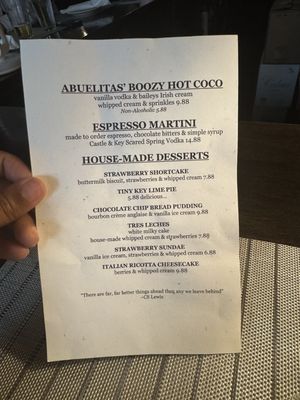 ABUELITAS' BOOZY HOT COCO
vanilla vodka & baileys Irish cream
whipped cream & sprinkles 9.88
Non-Alcoholic 5.88
ESPRESSO MARTINI
made to order espresso, chocolate bitters & simple syrup
Castle & Key Scared Spring Vodka 14.88
HOUSE-MADE DESSERTS
STRAWBERRY SHORTCAKE
buttermilk biscuit, strawberries & whipped cream 7.88
TINY KEY LIME PIE
5.88 delicious...
CHOCOLATE CHIP BREAD PUDDING
bourbon crème anglaise & vanilla ice cream 9.88
TRES LECHES
white milky cake
house-made whipped cream & strawberries 7.88
STRAWBERRY SUNDAE
vanilla ice cream, strawberries & whipped cream 6.88
ITALIAN RICOTTA CHEESECAKE
berries & whipped cream 9.88
"There are far, far better things ahead than any we leave behind"
~CS Lewis